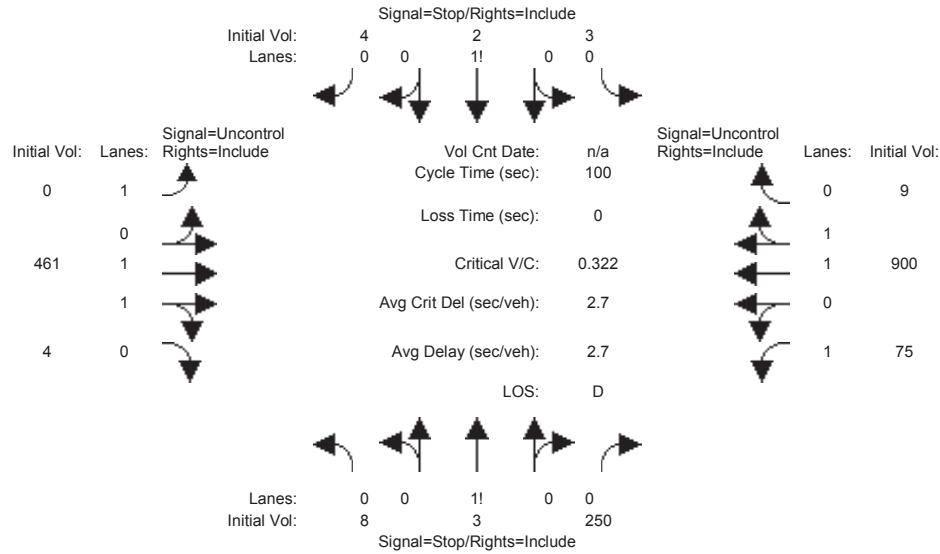 Signal=Stop/Rights=Include
Initial Vol: 4 2 3
Lanes: 0 0 1! 0 0
Signal=Uncontrol
Initial Vol: Lanes: Rights=Include
Vol Cnt Date: n/a
Signal=Uncontrol
Rights=Include Lanes: Initial Vol:
0 1
Cycle Time (sec): 100
0 9
0
Loss Time (sec): 0
1
461 1
Critical V/C: 0.322
1 900
1
Avg Crit Del (sec/veh): 2.7
0
4 0
Avg Delay (sec/veh): 2.7
1 75
LOS: D
Lanes: 0 0 1! 0 0
Initial Vol: 8 3 250
Signal=Stop/Rights=Include